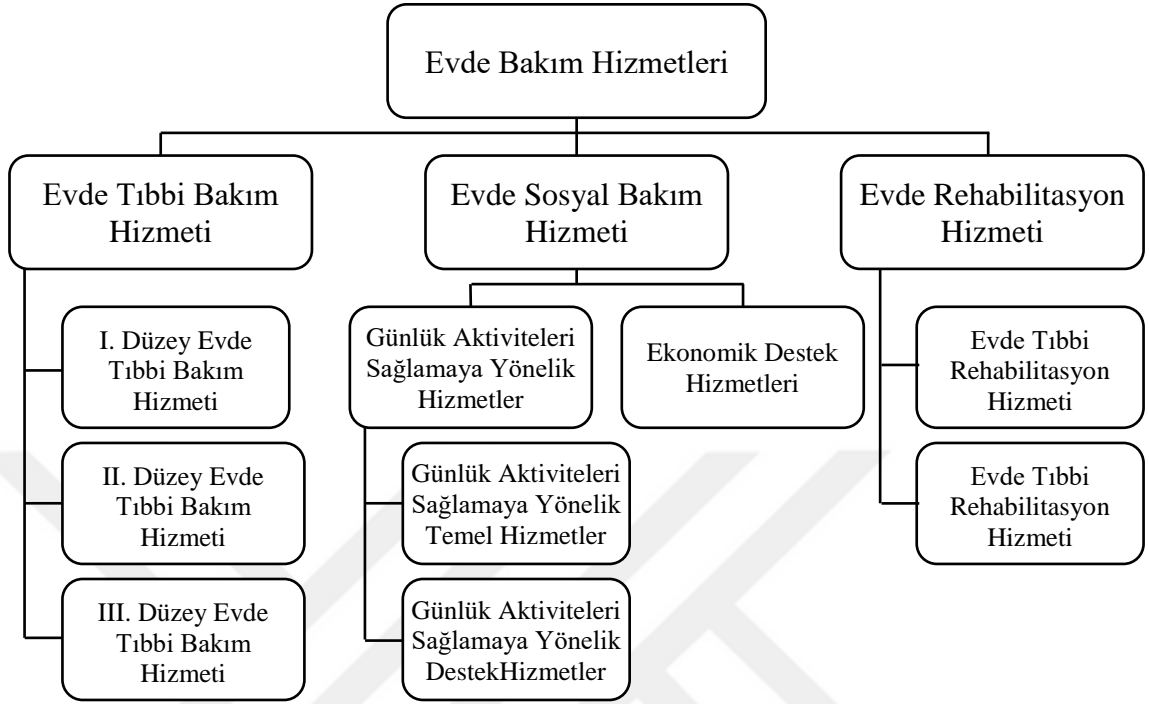 Evde Bakım Hizmetleri
Evde Tıbbi Bakım
Hizmeti
I. Düzey Evde
Tıbbi Bakım
Hizmeti
II. Düzey Evde
Tıbbi Bakım
Hizmeti
III. Düzey Evde
Tıbbi Bakım
Hizmeti
Evde Sosyal Bakım
Hizmeti
Günlük Aktiviteleri
Sağlamaya Yönelik
Hizmetler
Günlük Aktiviteleri
Sağlamaya Yönelik
Temel Hizmetler
Günlük Aktiviteleri
Sağlamaya Yönelik
DestekHizmetler
Ekonomik Destek
Hizmetleri
Evde Rehabilitasyon
Hizmeti
Evde Tıbbi
Rehabilitasyon
Hizmeti
Evde Tıbbi
Rehabilitasyon
Hizmeti